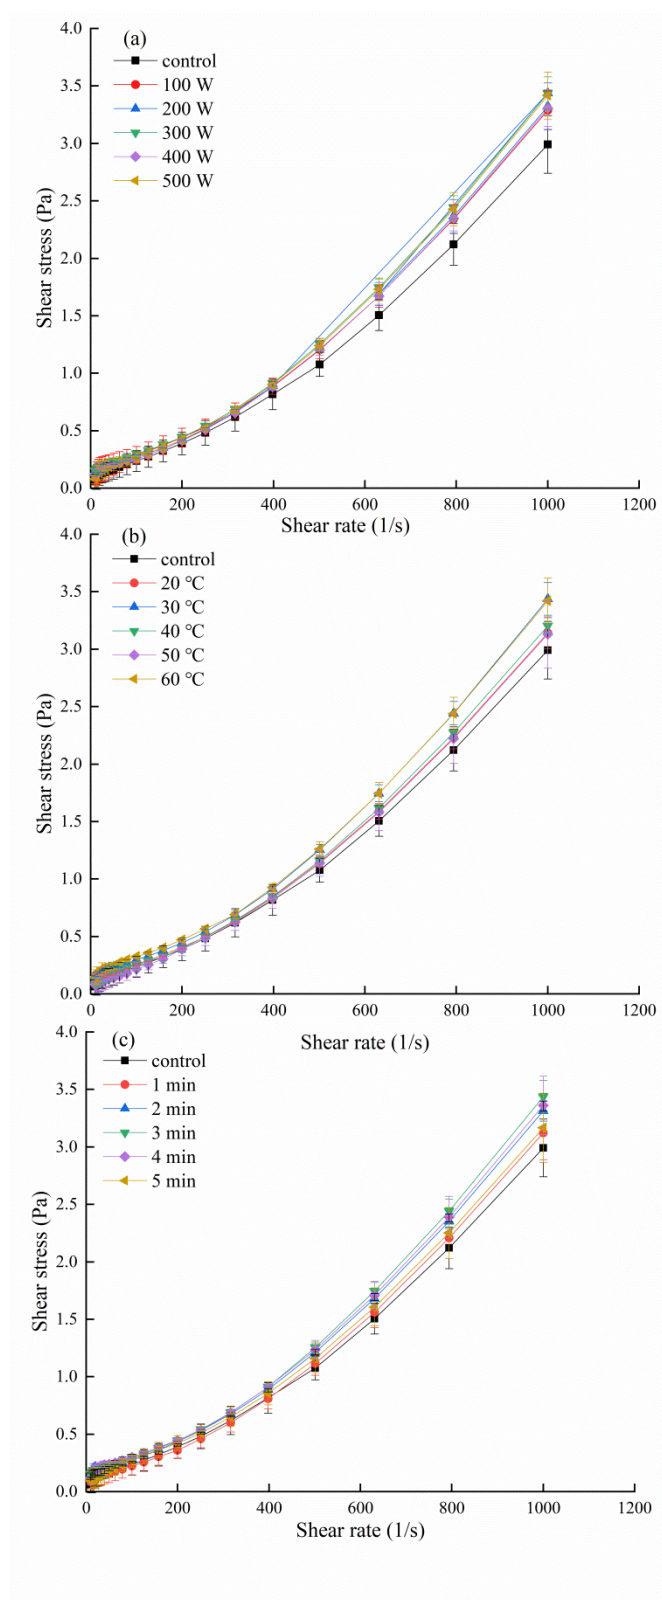 (a)
control
100 W
200 W
300 W
400 W
500 W
4.0
3.5
3.0
2.5
2.0
1.5
1.0
0.5
0.0
Shear stress (Pa)
0
200
400
600
800
1000
1200
Shear rate (1/s)
(b)
control
20 ℃
30 ℃
40 ℃
50 ℃
60 ℃
4.0
3.5
3.0
2.5
2.0
1.5
1.0
0.5
0.0
Shear stress (Pa)
0
200
400
600
800
1000
1200
Shear rate (1/s)
(c)
control
1 min
2 min
3 min
4 min
5 min
4.0
3.5
3.0
2.5
2.0
1.5
1.0
0.5
0.0
Shear stress (Pa)
0
200
400
600
800
1000
1200
Shear rate (1/s)